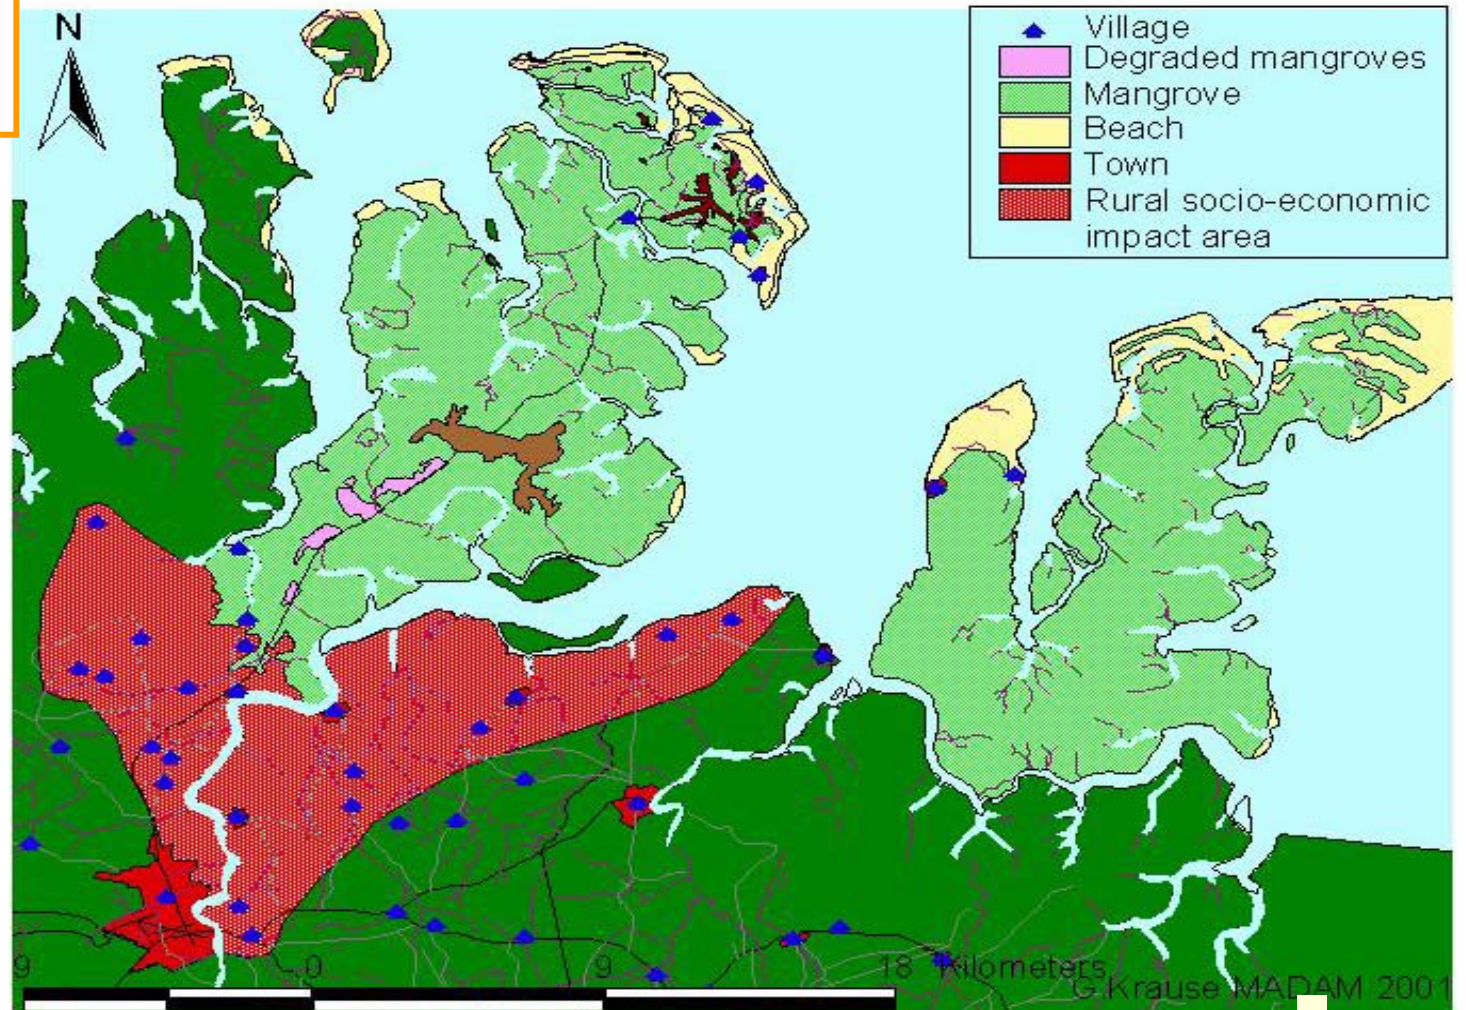 N
Village
Degraded mangroves
Mangrove
Beach
Town
Rural socio-economic
impact area
9 0 9 18 Kilometers
G.Krause MADAM 2001